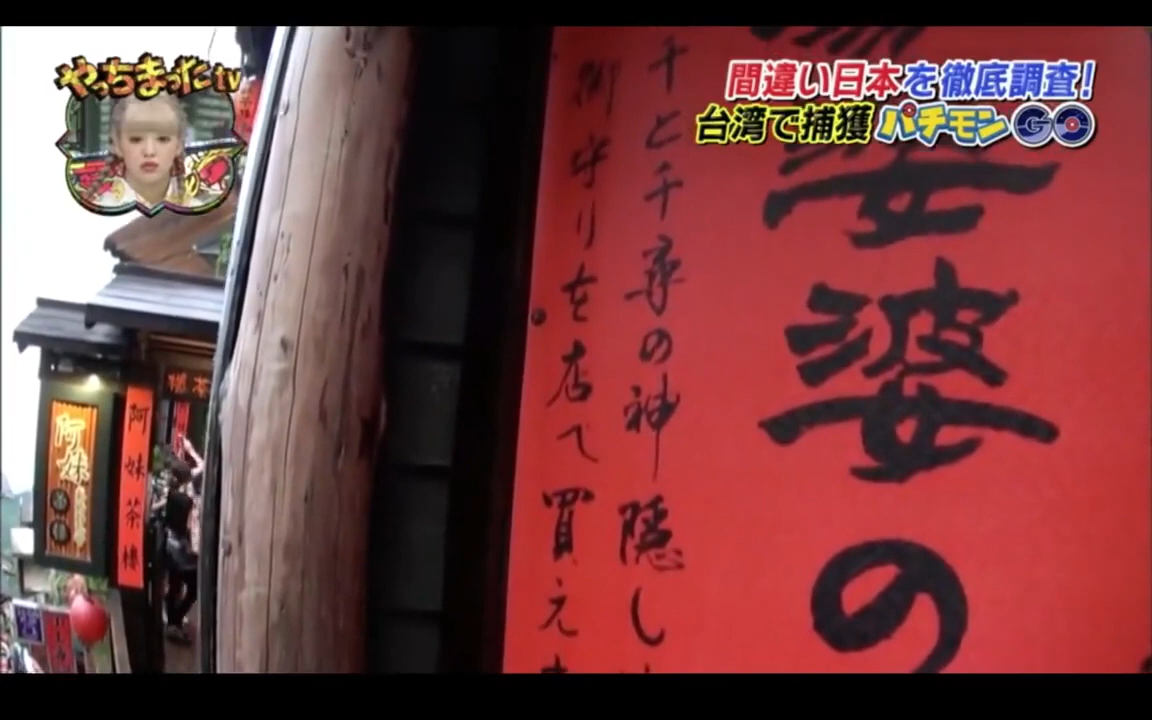 やっちまったtv
間違い日本を徹底調査!
台湾で捕獲 パチモンGO
婆の
千と千尋の神隠し
御守りを店で買えま
阿妹
阿妹茶樓